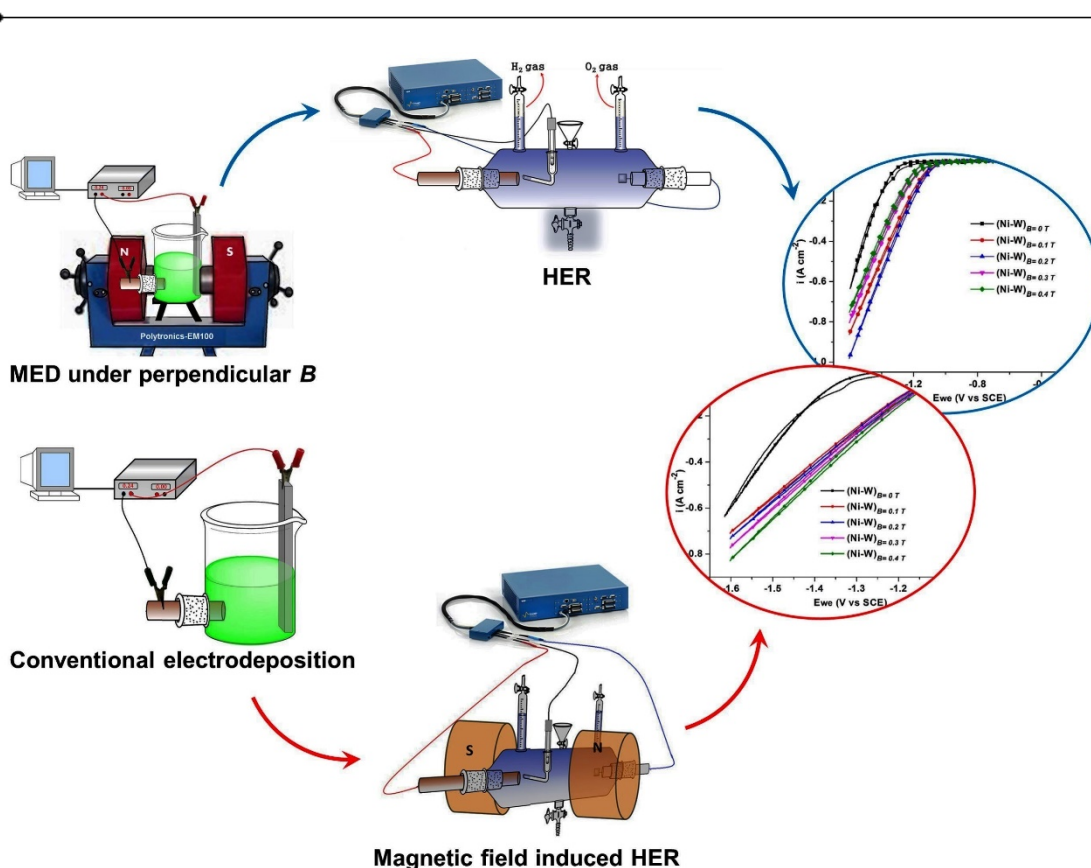 H₂ gas
O₂ gas
N
S
Polytronics-EM100
MED under perpendicular B
HER
i (A cm⁻²)
-0.4
-0.6
-0.8
-1.0
(Ni-W)B= 0 T
(Ni-W)B= 0.1 T
(Ni-W)B= 0.2 T
(Ni-W)B= 0.3 T
(Ni-W)B= 0.4 T
-1.2
-0.8
Ewe (V vs SCE)
i (A cm⁻²)
-0.4
-0.6
-0.8
(Ni-W)B= 0 T
(Ni-W)B= 0.1 T
(Ni-W)B= 0.2 T
(Ni-W)B= 0.3 T
(Ni-W)B= 0.4 T
-1.6
-1.5
-1.4
-1.3
-1.2
Ewe (V vs SCE)
Conventional electrodeposition
S
N
Magnetic field induced HER